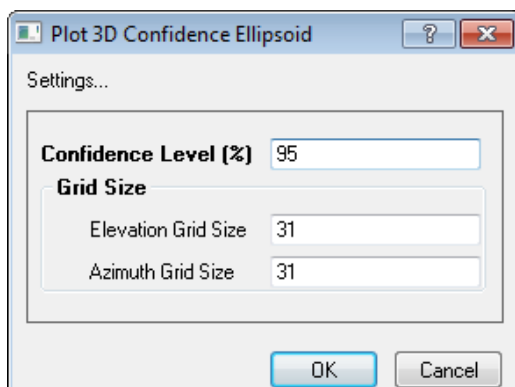 Plot 3D Confidence Ellipsoid
Settings...
Confidence Level (%) 95
Grid Size
Elevation Grid Size 31
Azimuth Grid Size 31
OK Cancel